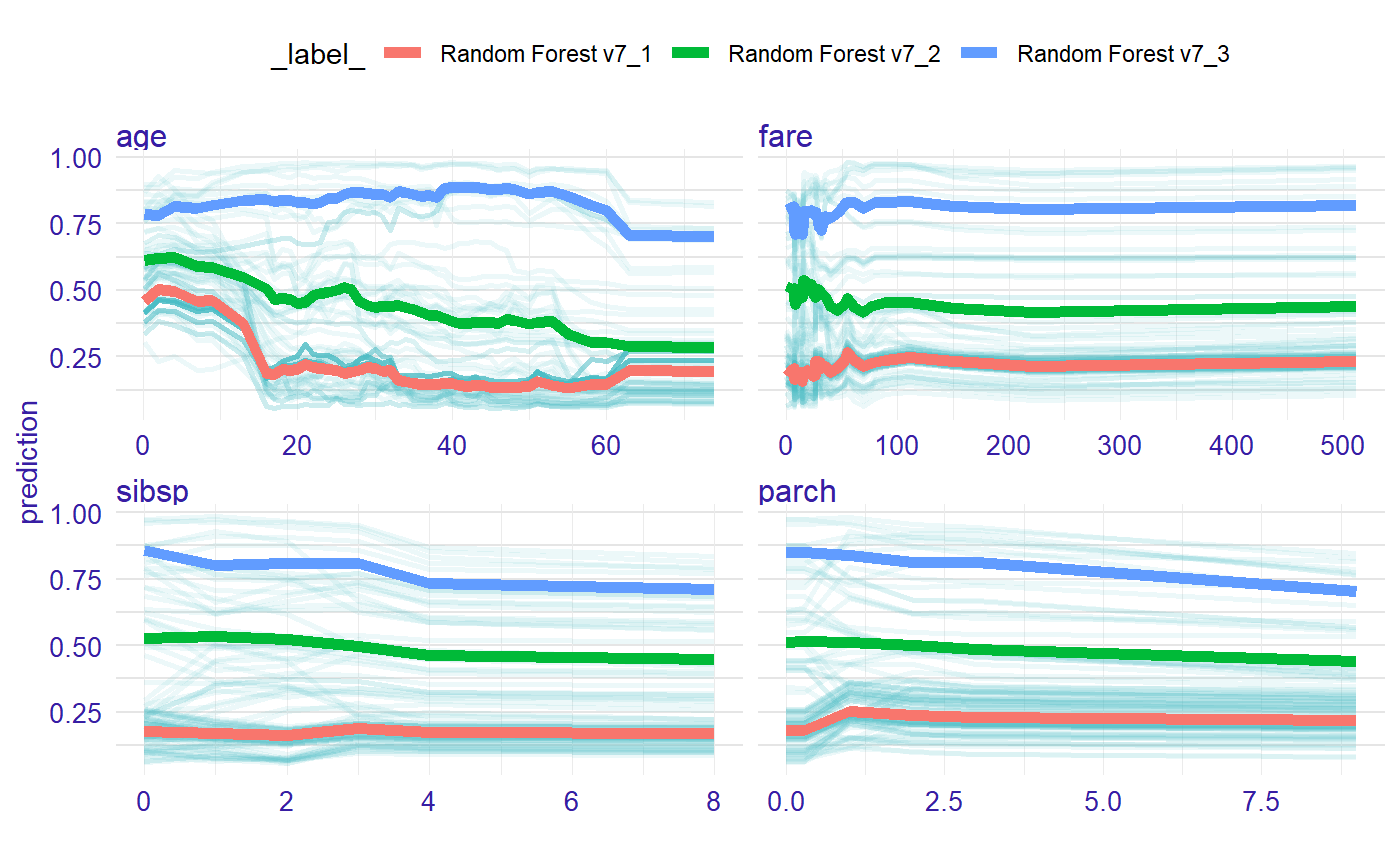 _label_ Random Forest v7_1 Random Forest v7_2 Random Forest v7_3
age
fare
1.00
0.75
0.50
0.25
0 20 40 60
0 100 200 300 400 500
prediction
sibsp
parch
1.00
0.75
0.50
0.25
0 2 4 6 8
0.0 2.5 5.0 7.5